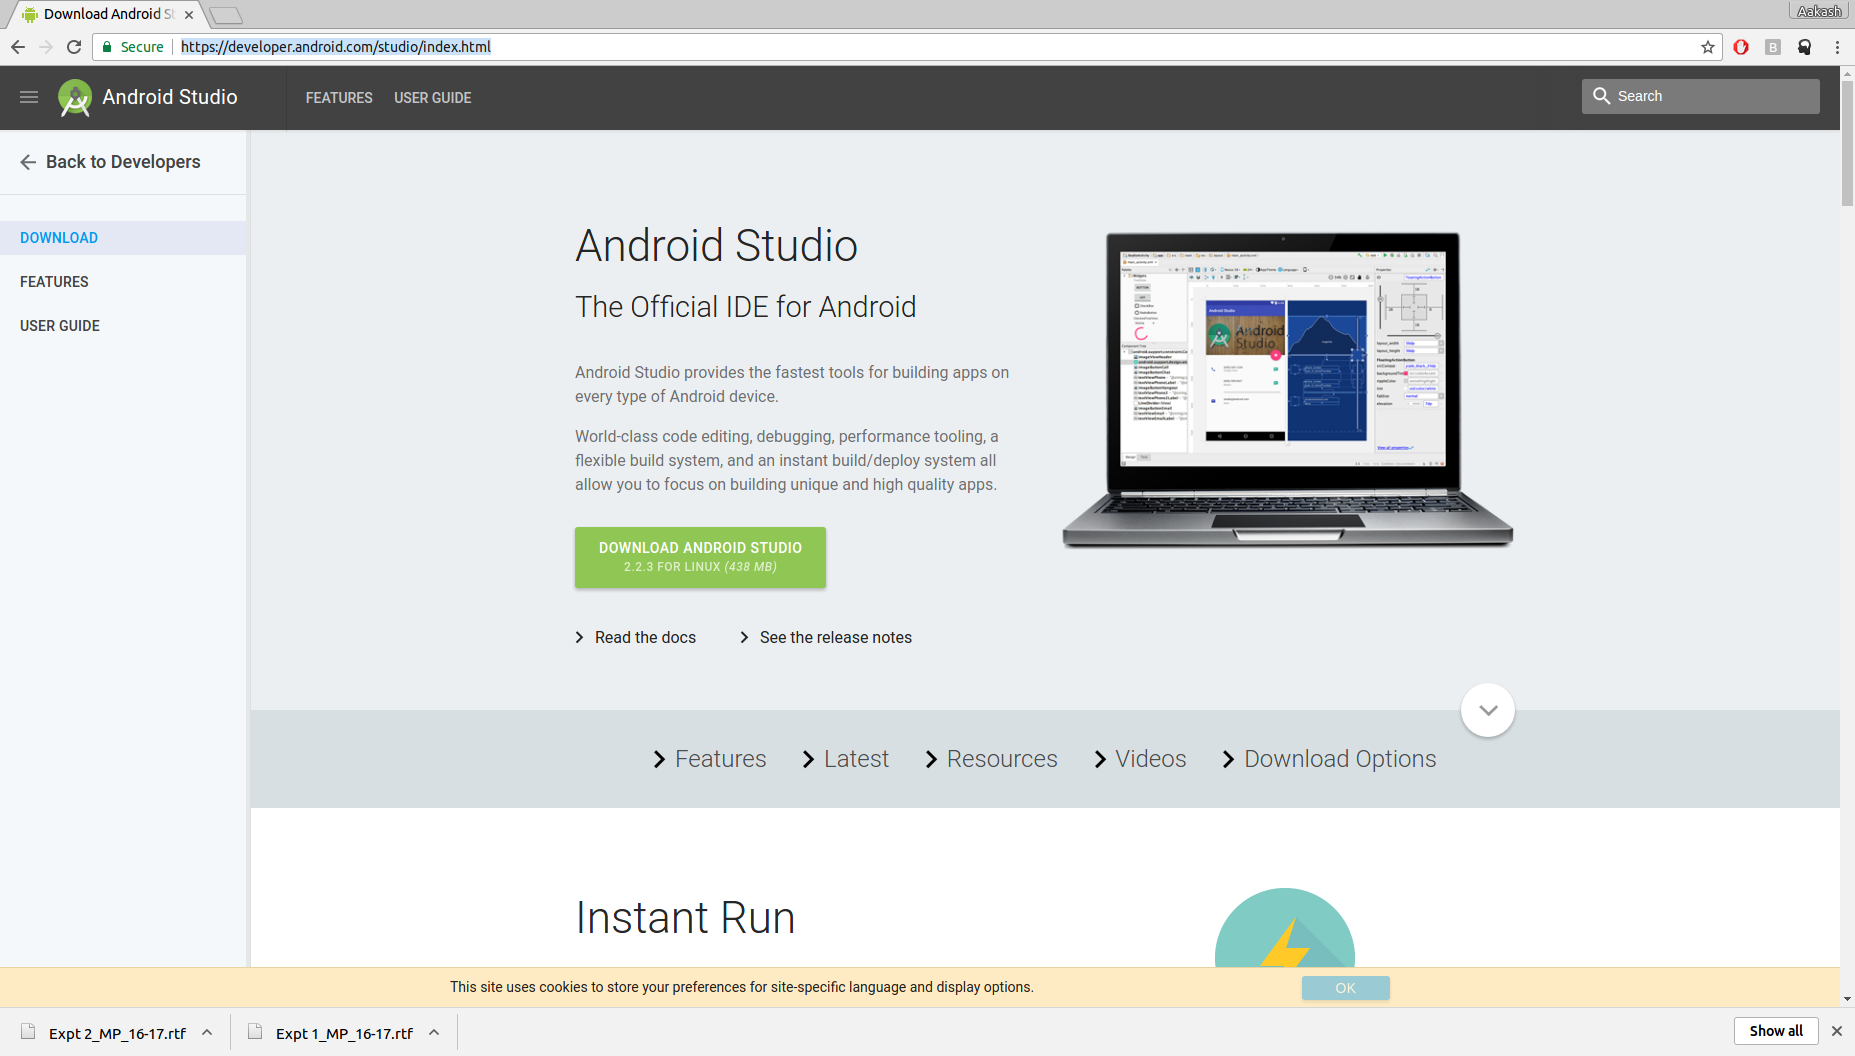 Download Android St
Aakash
Secure
https://developer.android.com/studio/index.html
Android Studio
FEATURES
USER GUIDE
Search
Back to Developers
DOWNLOAD
FEATURES
USER GUIDE
Android Studio
The Official IDE for Android
Android Studio provides the fastest tools for building apps on
every type of Android device.
World-class code editing, debugging, performance tooling, a
flexible build system, and an instant build/deploy system all
allow you to focus on building unique and high quality apps.
DOWNLOAD ANDROID STUDIO
2.2.3 FOR LINUX (438 MB)
Read the docs
See the release notes
Android Studio
Android
Studio
Features
Latest
Resources
Videos
Download Options
Instant Run
This site uses cookies to store your preferences for site-specific language and display options.
OK
Expt 2_MP_16-17.rtf
Expt 1_MP_16-17.rtf
Show all